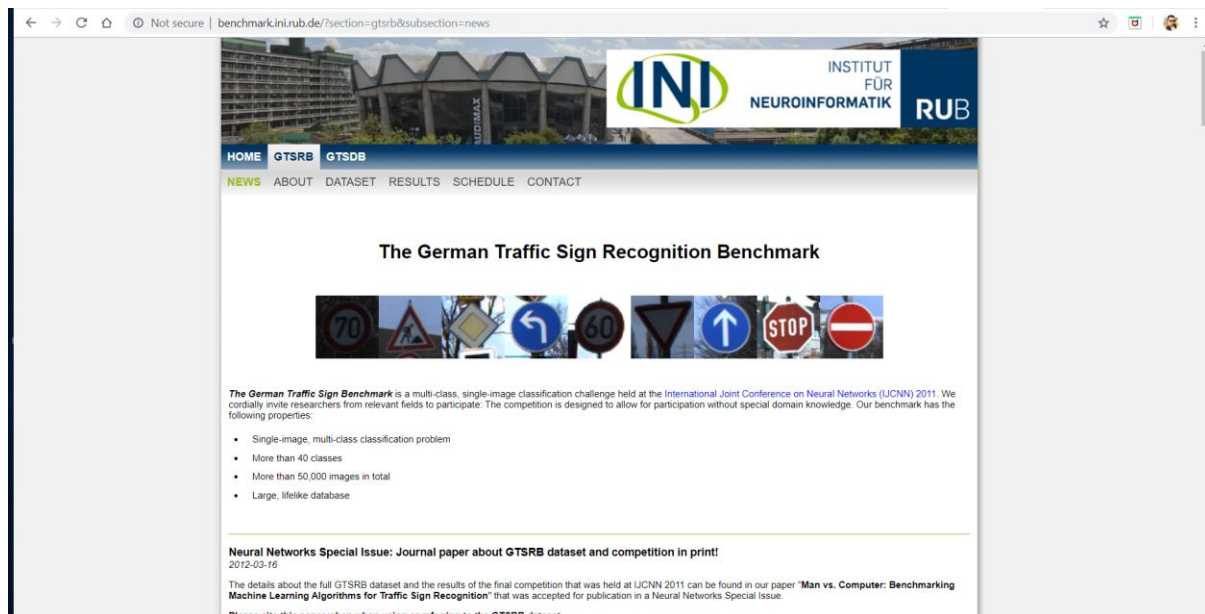 Not secure | benchmark.ini.rub.de/?section=gtsrb&subsection=news
AUDIMAX
INI
INSTITUT
FÜR
NEUROINFORMATIK
RUB
HOME GTSRB GTSDB
NEWS ABOUT DATASET RESULTS SCHEDULE CONTACT
The German Traffic Sign Recognition Benchmark
70 60 STOP
The German Traffic Sign Benchmark is a multi-class, single-image classification challenge held at the International Joint Conference on Neural Networks (IJCNN) 2011. We
cordially invite researchers from relevant fields to participate: The competition is designed to allow for participation without special domain knowledge. Our benchmark has the
following properties:
• Single-image, multi-class classification problem
• More than 40 classes
• More than 50,000 images in total
• Large, lifelike database
Neural Networks Special Issue: Journal paper about GTSRB dataset and competition in print!
2012-03-16
The details about the full GTSRB dataset and the results of the final competition that was held at IJCNN 2011 can be found in our paper "Man vs. Computer: Benchmarking
Machine Learning Algorithms for Traffic Sign Recognition" that was accepted for publication in a Neural Networks Special Issue.